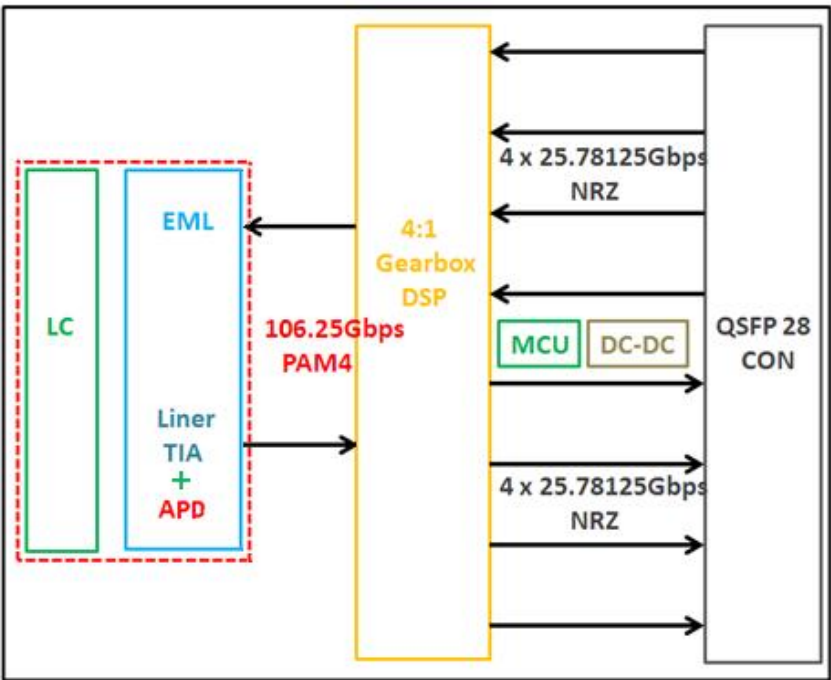 4 x 25.78125Gbps
NRZ
EML
4:1
Gearbox
DSP
LC
106.25Gbps
PAM4
MCU
DC-DC
QSFP 28
CON
Liner
TIA
+
APD
4 x 25.78125Gbps
NRZ